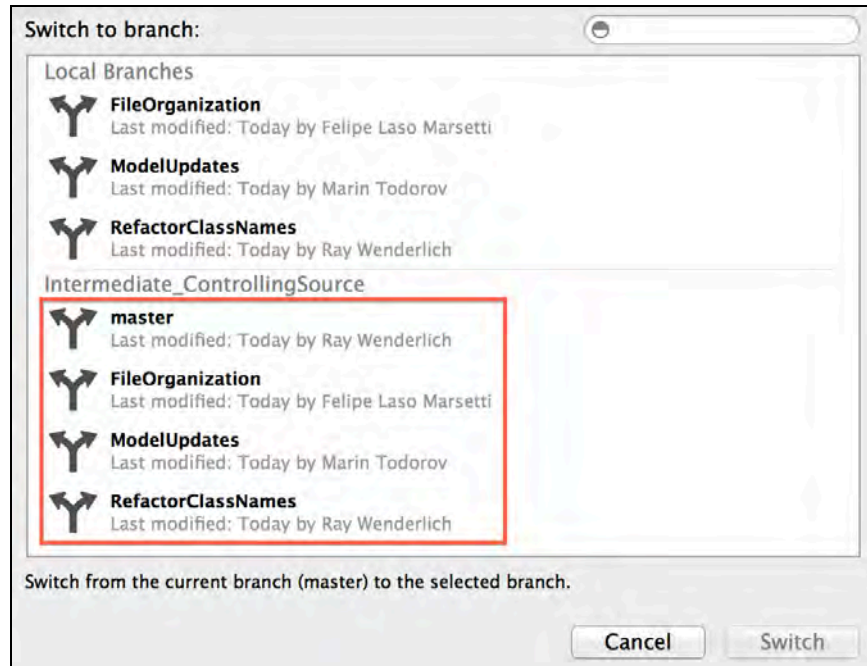 Switch to branch:
Local Branches
FileOrganization
Last modified: Today by Felipe Laso Marsetti
ModelUpdates
Last modified: Today by Marin Todorov
RefactorClassNames
Last modified: Today by Ray Wenderlich
Intermediate_ControllingSource
master
Last modified: Today by Ray Wenderlich
FileOrganization
Last modified: Today by Felipe Laso Marsetti
ModelUpdates
Last modified: Today by Marin Todorov
RefactorClassNames
Last modified: Today by Ray Wenderlich
Switch from the current branch (master) to the selected branch.
Cancel Switch